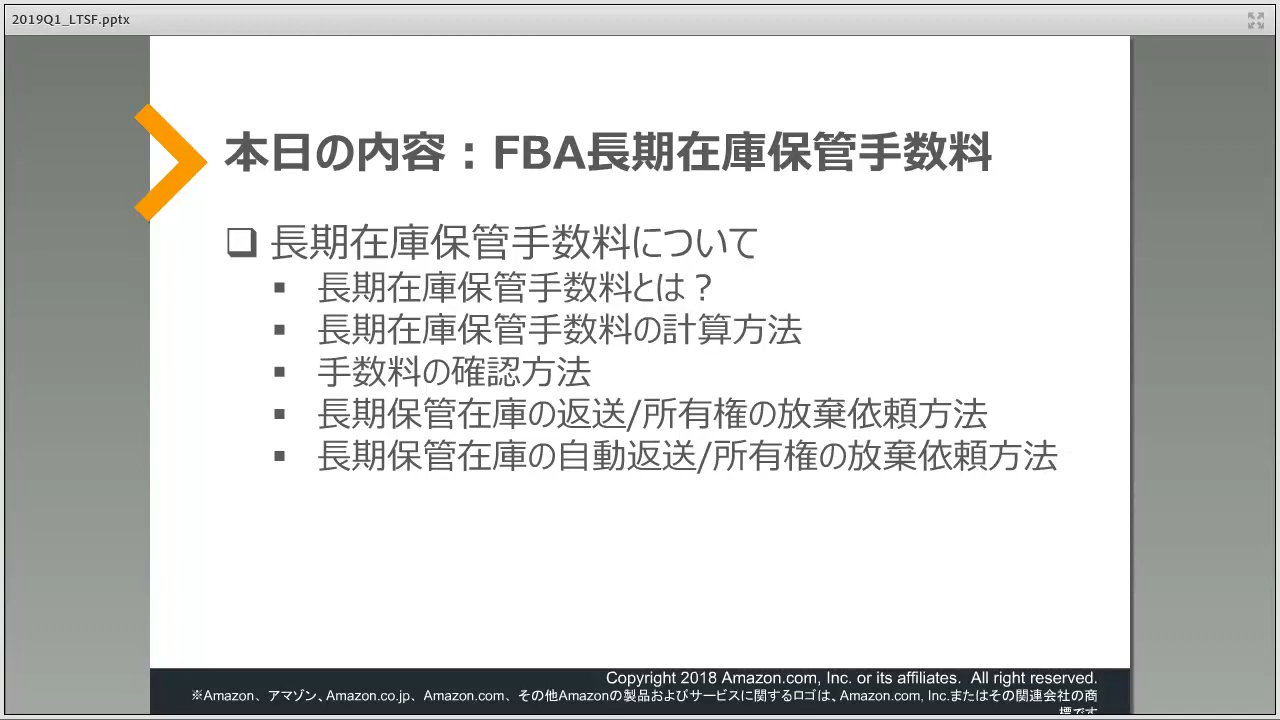 2019Q1_LTSF.pptx
本日の内容：FBA長期在庫保管手数料
❑ 長期在庫保管手数料について
▪ 長期在庫保管手数料とは？
▪ 長期在庫保管手数料の計算方法
▪ 手数料の確認方法
▪ 長期保管在庫の返送/所有権の放棄依頼方法
▪ 長期保管在庫の自動返送/所有権の放棄依頼方法
Copyright 2018 Amazon.com, Inc. or its affiliates. All right reserved.
※Amazon、アマゾン、Amazon.co.jp、Amazon.com、その他Amazonの製品およびサービスに関するロゴは、Amazon.com, Inc.またはその関連会社の商
標です